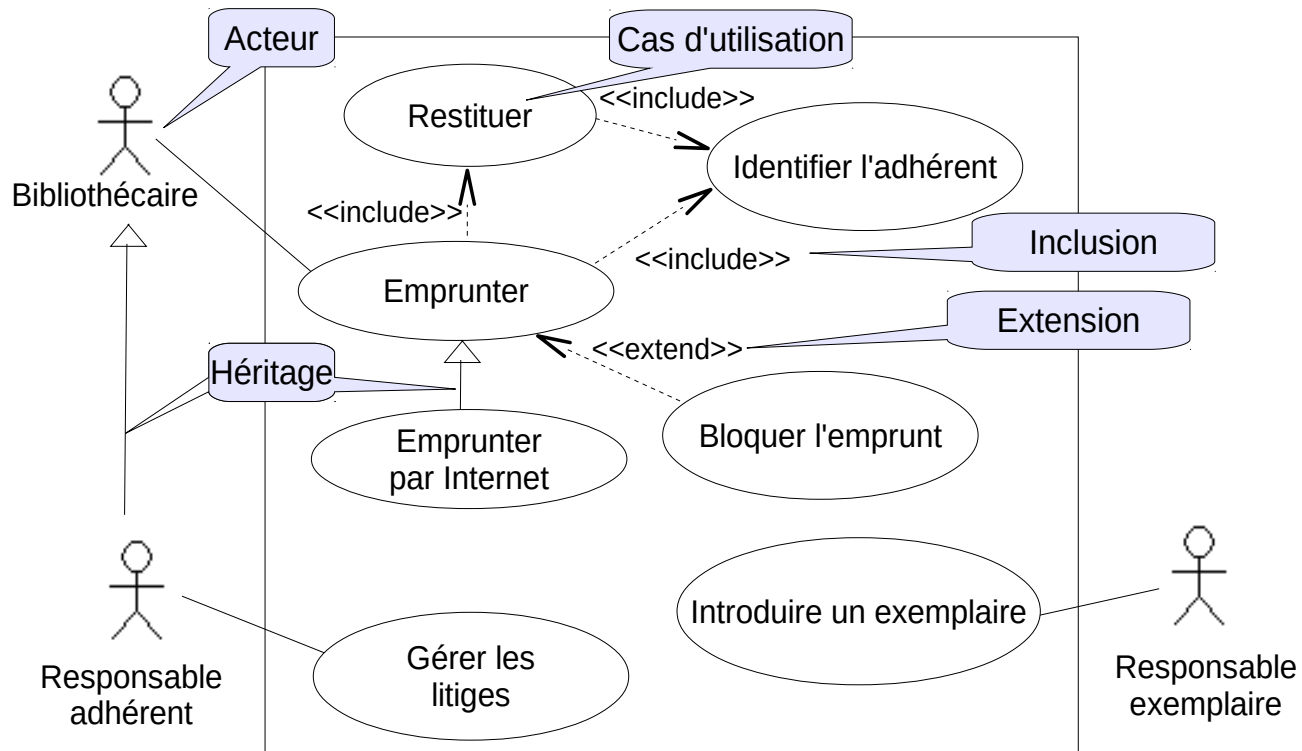 Acteur
Cas d'utilisation
<<include>>
Restituer
Identifier l'adhérent
Bibliothécaire
<<include>>
Inclusion
<<include>>
Emprunter
Extension
<<extend>>
Héritage
Emprunter
par Internet
Bloquer l'emprunt
Introduire un exemplaire
Gérer les
litiges
Responsable
adhérent
Responsable
exemplaire